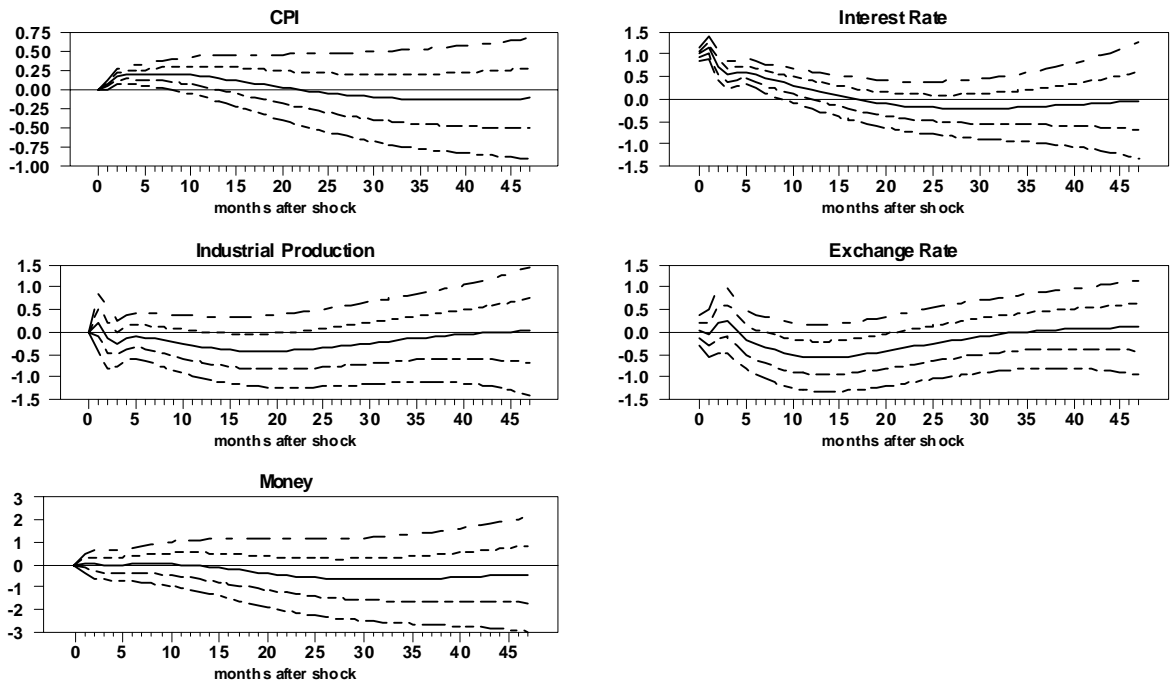 CPI
0.75
0.50
0.25
0.00
-0.25
-0.50
-0.75
-1.00
0 5 10 15 20 25 30 35 40 45
months after shock
Interest Rate
1.5
1.0
0.5
0.0
-0.5
-1.0
-1.5
0 5 10 15 20 25 30 35 40 45
months after shock
Industrial Production
1.5
1.0
0.5
0.0
-0.5
-1.0
-1.5
0 5 10 15 20 25 30 35 40 45
months after shock
Exchange Rate
1.5
1.0
0.5
0.0
-0.5
-1.0
-1.5
0 5 10 15 20 25 30 35 40 45
months after shock
Money
3
2
1
0
-1
-2
-3
0 5 10 15 20 25 30 35 40 45
months after shock